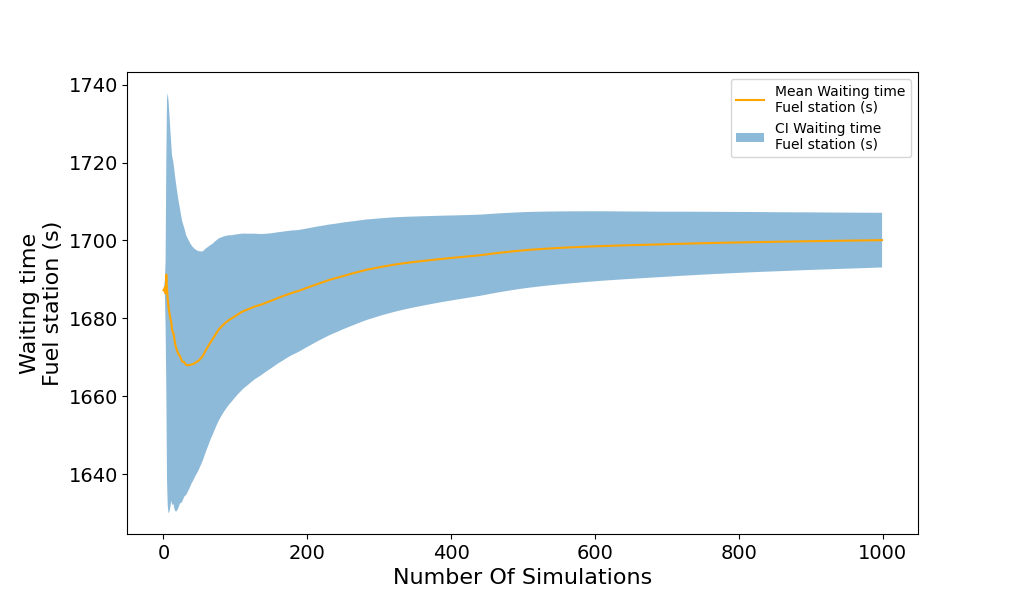 1740
1720
1700
1680
1660
1640
Waiting time
Fuel station (s)
Mean Waiting time
Fuel station (s)
CI Waiting time
Fuel station (s)
0 200 400 600 800 1000
Number Of Simulations